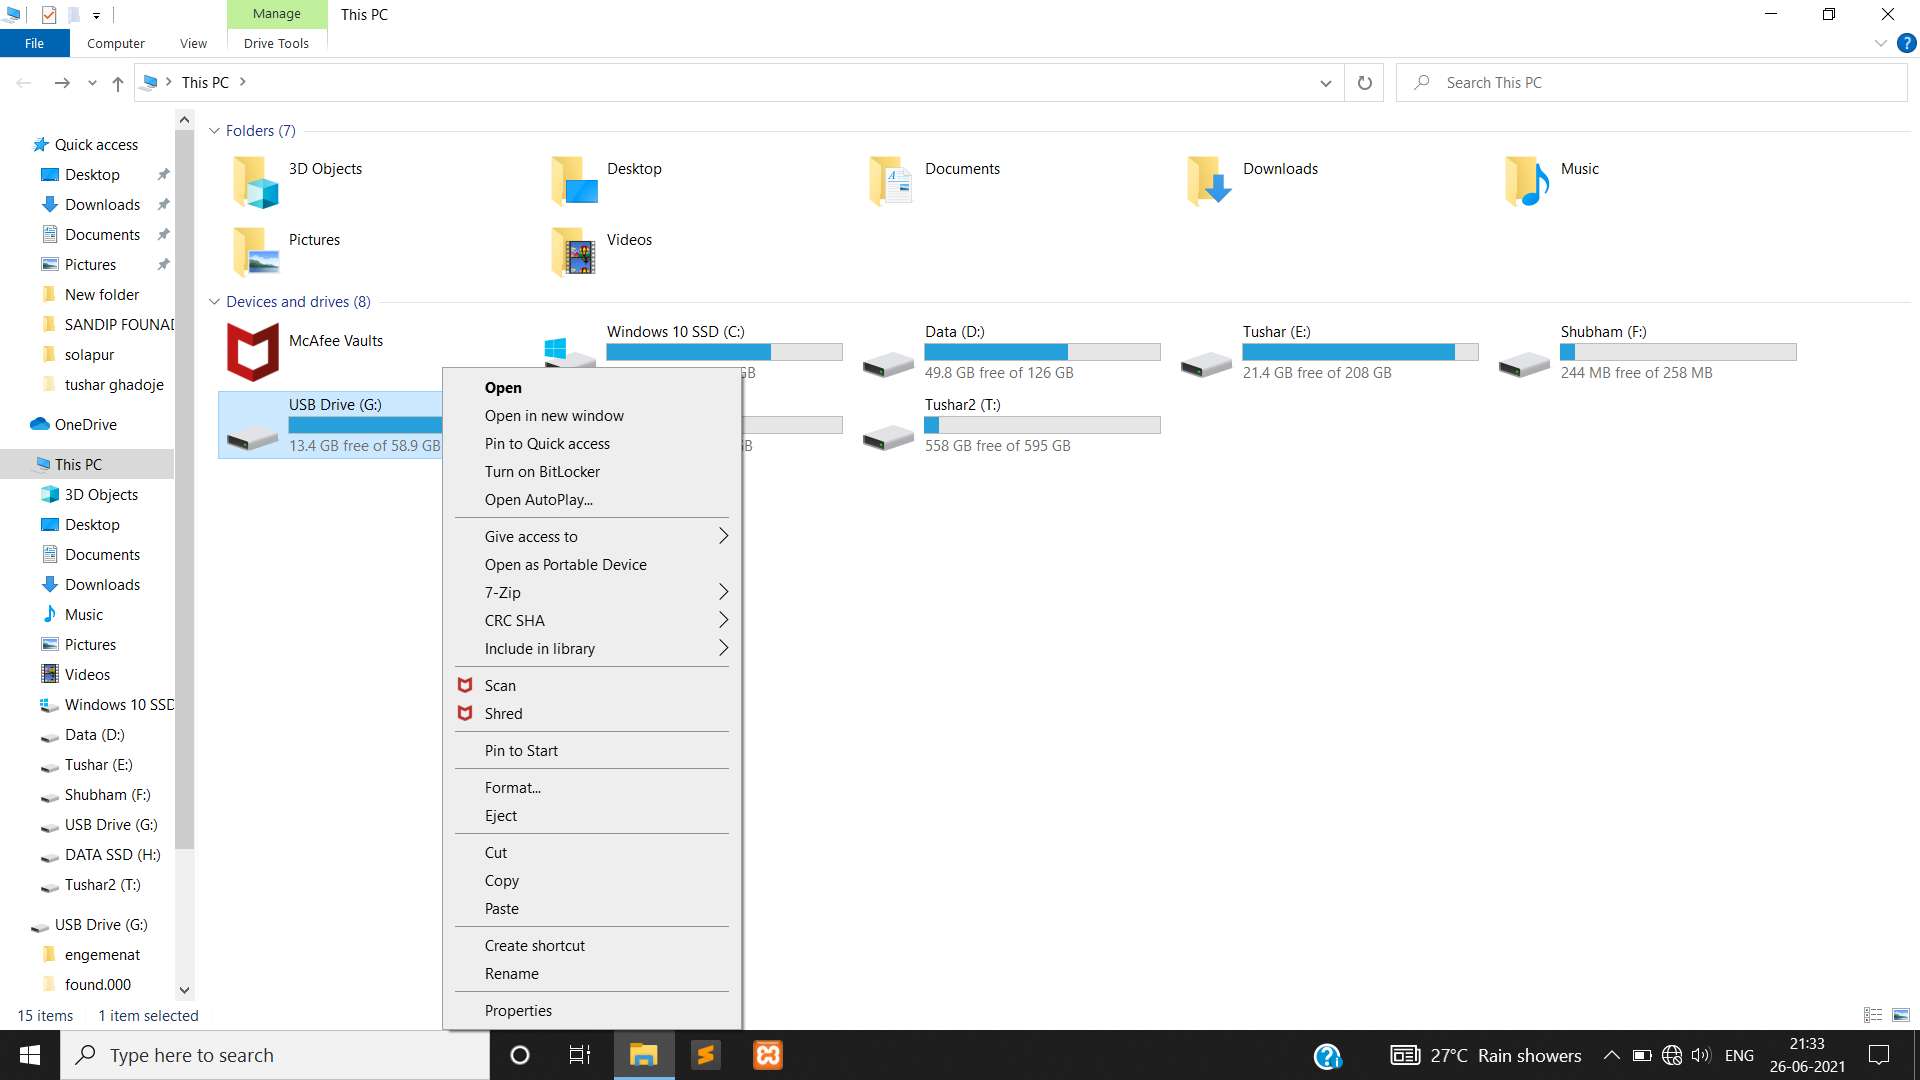 Manage
This PC
File
Computer
View
Drive Tools
This PC
Search This PC
Quick access
Desktop
Downloads
Documents
Pictures
New folder
SANDIP FOUNAD
solapur
tushar ghadoje
OneDrive
This PC
3D Objects
Desktop
Documents
Downloads
Music
Pictures
Videos
Windows 10 SSD
Data (D:)
Tushar (E:)
Shubham (F:)
USB Drive (G:)
DATA SSD (H:)
Tushar2 (T:)
USB Drive (G:)
engemenat
found.000
Folders (7)
3D Objects
Desktop
Documents
Downloads
Music
Pictures
Videos
Devices and drives (8)
McAfee Vaults
Windows 10 SSD (C:)
GB
Data (D:)
49.8 GB free of 126 GB
Tushar (E:)
21.4 GB free of 208 GB
Shubham (F:)
244 MB free of 258 MB
USB Drive (G:)
13.4 GB free of 58.9 GB
GB
Tushar2 (T:)
558 GB free of 595 GB
Open
Open in new window
Pin to Quick access
Turn on BitLocker
Open AutoPlay...
Give access to
Open as Portable Device
7-Zip
CRC SHA
Include in library
Scan
Shred
Pin to Start
Format...
Eject
Cut
Copy
Paste
Create shortcut
Rename
Properties
15 items
1 item selected
Type here to search
27°C Rain showers
ENG
21:33
26-06-2021